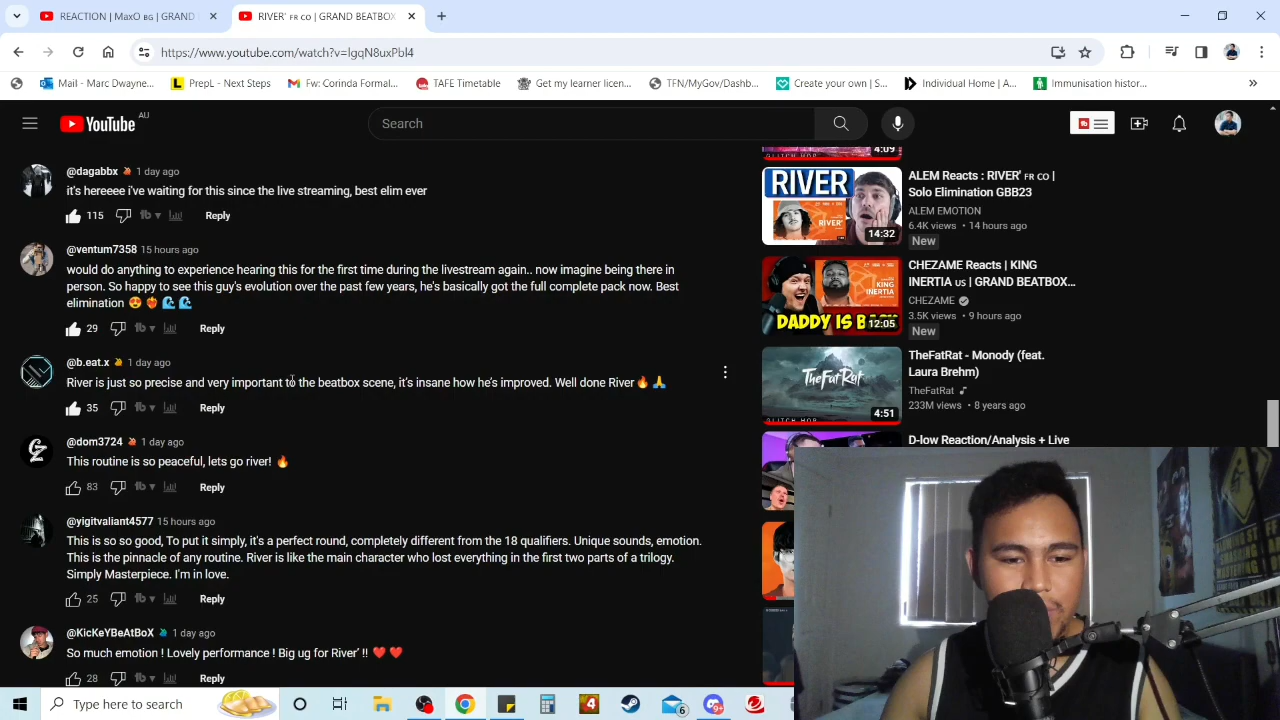 REACTION | MaxO BG | GRAND
RIVER' FR CO | GRAND BEATBOX
https://www.youtube.com/watch?v=lgqN8uxPbl4
Mail - Marc Dwayne...
PrepL - Next Steps
Fw: Corinda Formal...
TAFE Timetable
Get my learner licen...
TFN/MyGov/Dashb...
Create your own | S...
Individual Home | A...
Immunisation histor...
YouTube AU
Search
@dagabbx 1 day ago
it's hereeee i've waiting for this since the live streaming, best elim ever
115 Reply
@ventum7358 15 hours ago
would do anything to experience hearing this for the first time during the livestream again.. now imagine being there in
person. So happy to see this guy's evolution over the past few years, he's basically got the full complete pack now. Best
elimination 😍❤️‍🔥🌊🌊
29 Reply
@b.eat.x 1 day ago
River is just so precise and very important to the beatbox scene, it's insane how he's improved. Well done River🔥🙏
35 Reply
@dom3724 1 day ago
This routine is so peaceful, lets go river! 🔥
83 Reply
@yigitvaliant4577 15 hours ago
This is so so good, To put it simply, it's a perfect round, completely different from the 18 qualifiers. Unique sounds, emotion.
This is the pinnacle of any routine. River is like the main character who lost everything in the first two parts of a trilogy.
Simply Masterpiece. I'm in love.
25 Reply
@KicKeYBeAtBoX 1 day ago
So much emotion ! Lovely performance ! Big ug for River' !! ❤️❤️
28 Reply
4:09
GLITCH HOP
RIVER
RIVER'
14:32
ALEM Reacts : RIVER' FR CO |
Solo Elimination GBB23
ALEM EMOTION
6.4K views • 14 hours ago
New
KING
INERTIA
DADDY IS BACK
12:05
CHEZAME Reacts | KING
INERTIA US | GRAND BEATBOX...
CHEZAME
3.5K views • 9 hours ago
New
TheFatRat
4:51
GLITCH HOP
TheFatRat - Monody (feat.
Laura Brehm)
TheFatRat
233M views • 8 years ago
D-low Reaction/Analysis + Live
Type here to search
4
6
9+